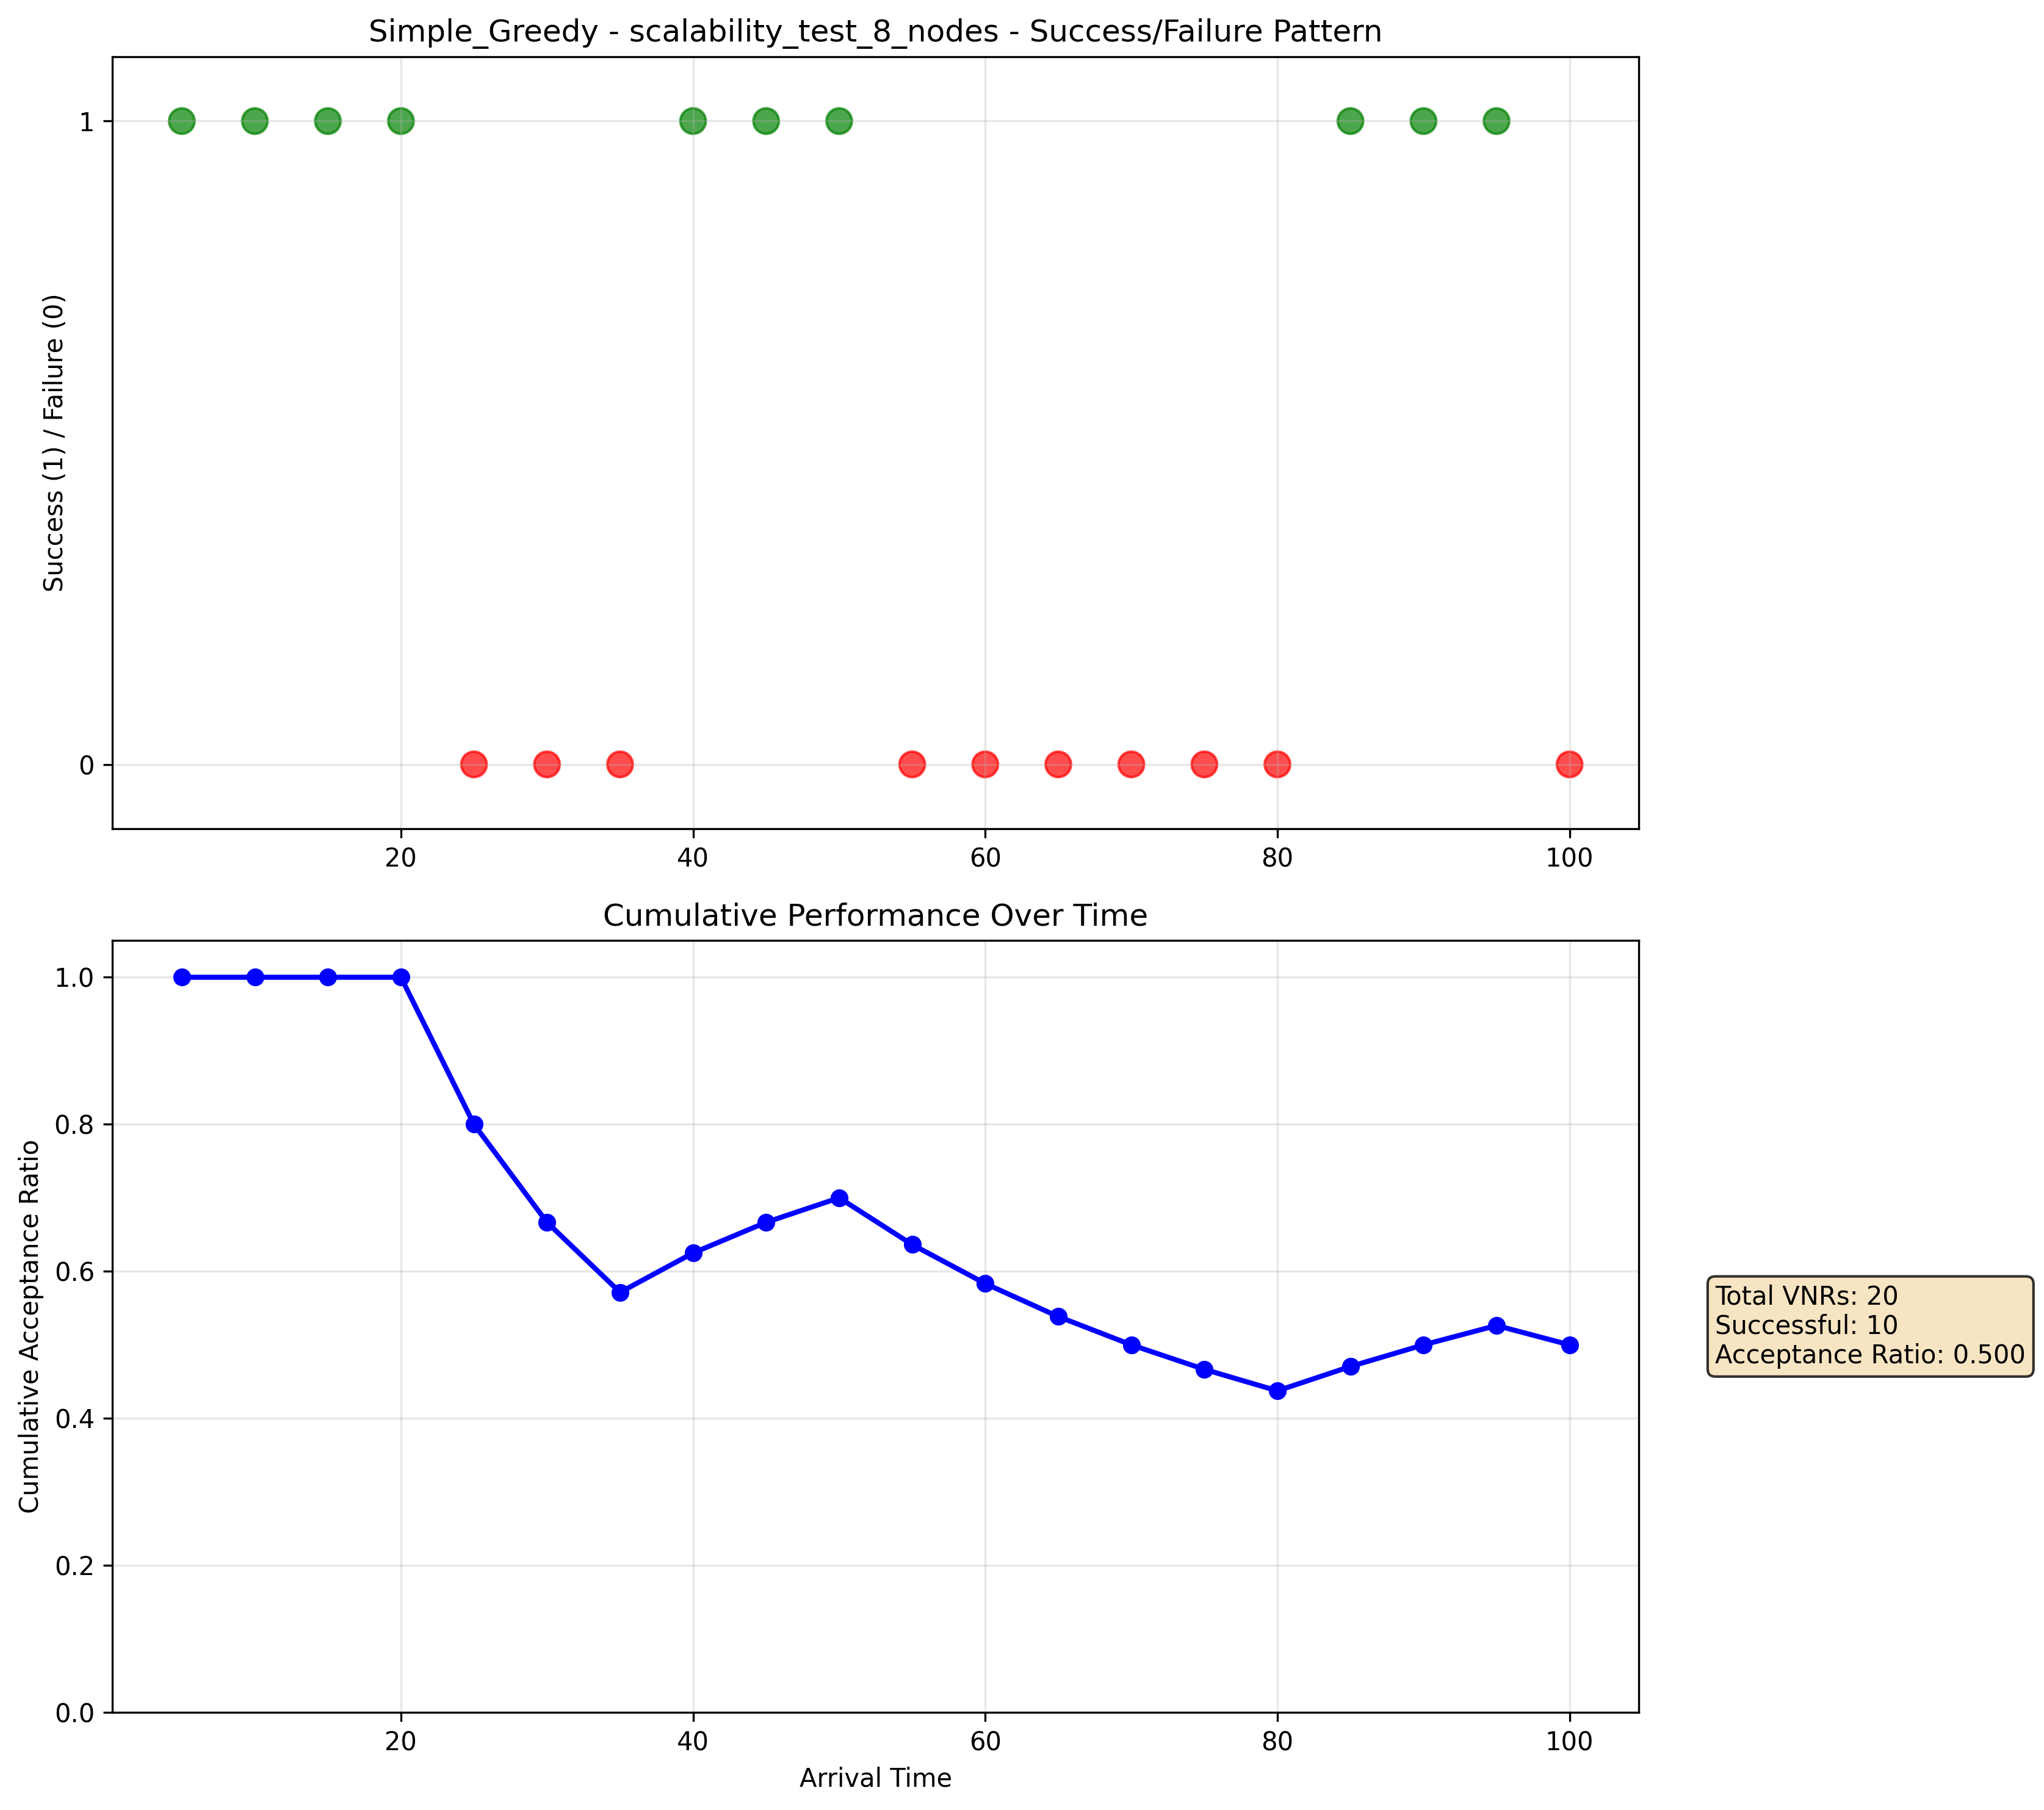 Simple_Greedy - scalability_test_8_nodes - Success/Failure Pattern
Success (1) / Failure (0)
1
0
20
40
60
80
100
Cumulative Performance Over Time
Cumulative Acceptance Ratio
1.0
0.8
0.6
0.4
0.2
0.0
20
40
60
80
100
Arrival Time
Total VNRs: 20
Successful: 10
Acceptance Ratio: 0.500